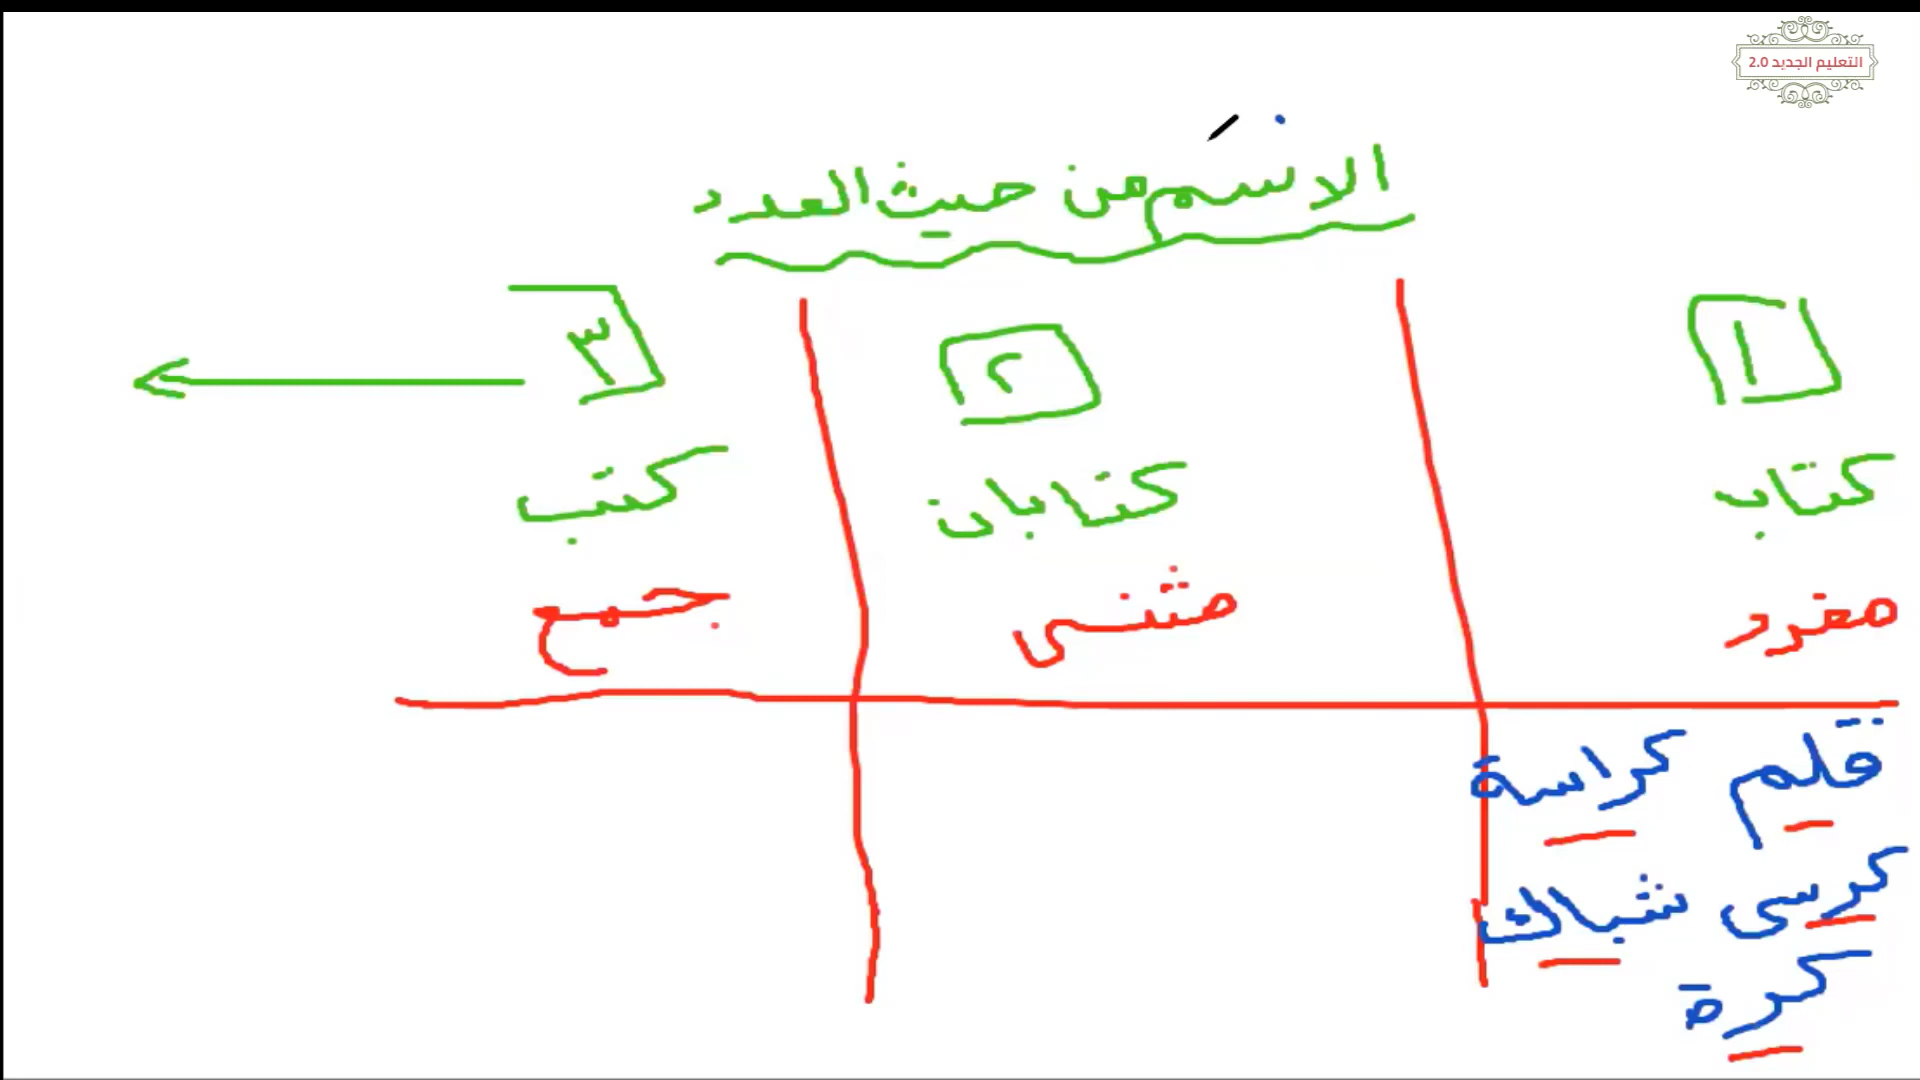 التعليم الجديد 2.0
الاسم من حيث العدد
١ ٢ ٣
كتاب كتابان كتب
مفرد مثنى جمع
قلم كراسة
كرسى شباك
كرة